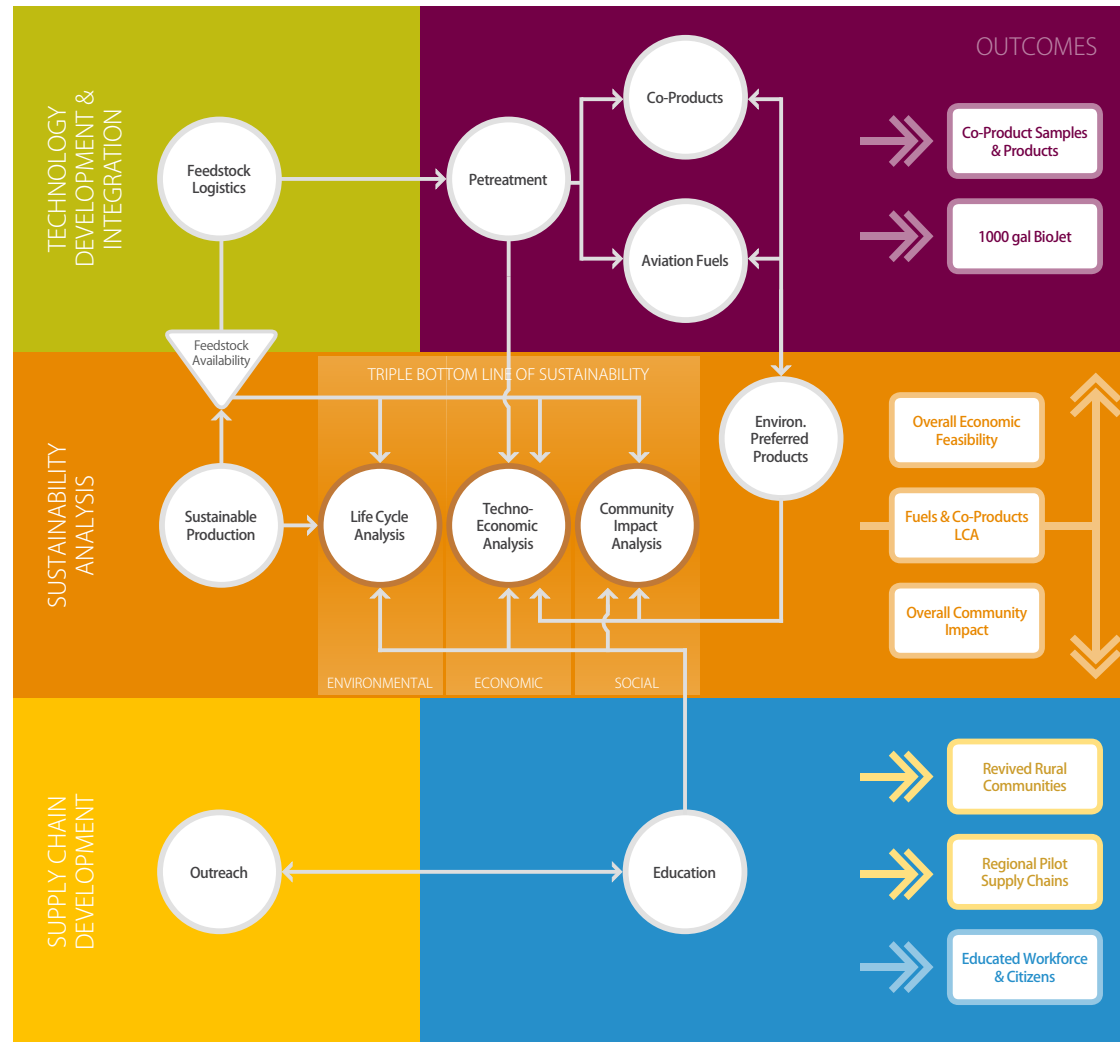 TECHNOLOGY
DEVELOPMENT &
INTEGRATION
OUTCOMES
Feedstock
Logistics
Petreatment
Co-Products
Aviation Fuels
Co-Product Samples
& Products
1000 gal BioJet
Feedstock
Availability
SUSTAINABILITY
ANALYSIS
TRIPLE BOTTOM LINE OF SUSTAINABILITY
Sustainable
Production
Life Cycle
Analysis
Techno-
Economic
Analysis
Community
Impact
Analysis
Environ.
Preferred
Products
ENVIRONMENTAL
ECONOMIC
SOCIAL
Overall Economic
Feasibility
Fuels & Co-Products
LCA
Overall Community
Impact
SUPPLY CHAIN
DEVELOPMENT
Outreach
Education
Revived Rural
Communities
Regional Pilot
Supply Chains
Educated Workforce
& Citizens